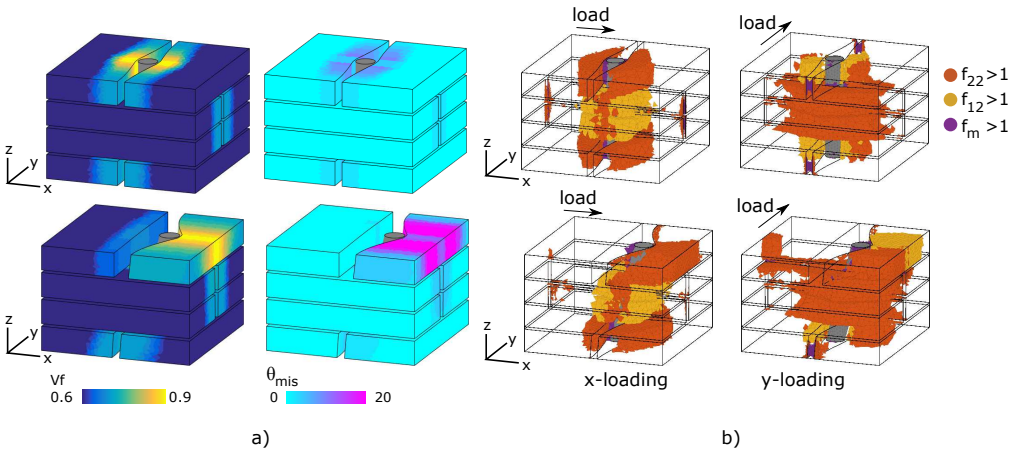 load
load
f22>1
f12>1
fm>1
z
y
x
z
y
x
load
load
z
y
x
z
y
x
Vf
0.6
0.9
θmis
0
20
x-loading
y-loading
a)
b)